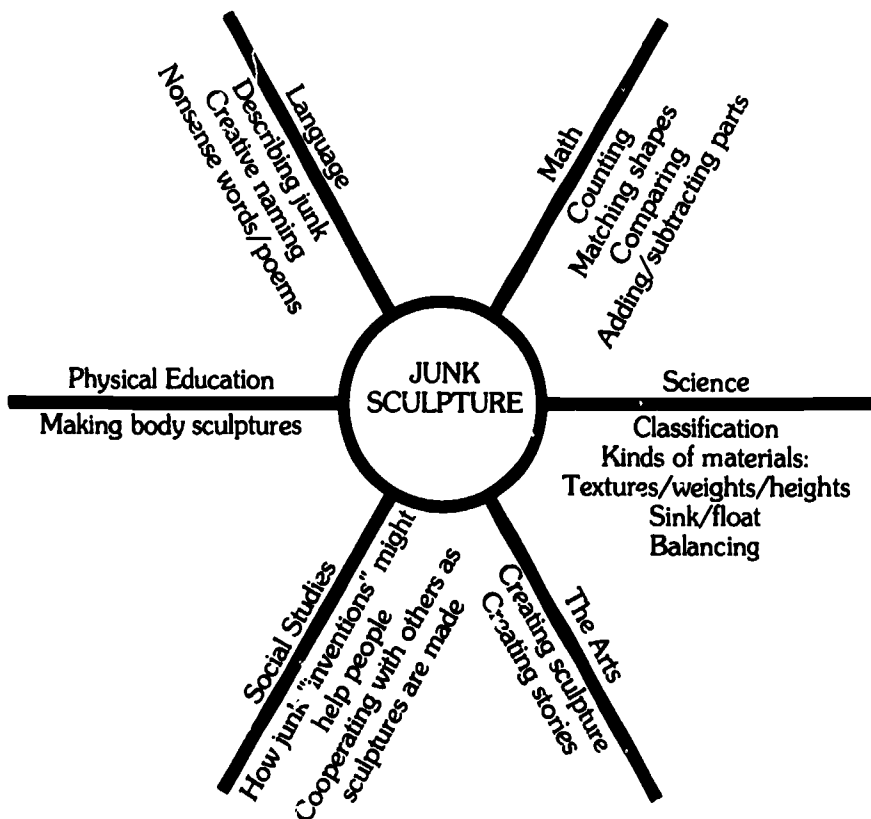 JUNK
SCULPTURE
Language
Describing junk
Creative naming
Nonsense words/poems
Math
Counting
Matching shapes
Comparing
Adding/subtracting parts
Physical Education
Making body sculptures
Science
Classification
Kinds of materials:
Textures/weights/heights
Sink/float
Balancing
Social Studies
How junk "inventions" might
help people
Cooperating with others as
sculptures are made
The Arts
Creating sculpture
Creating stories